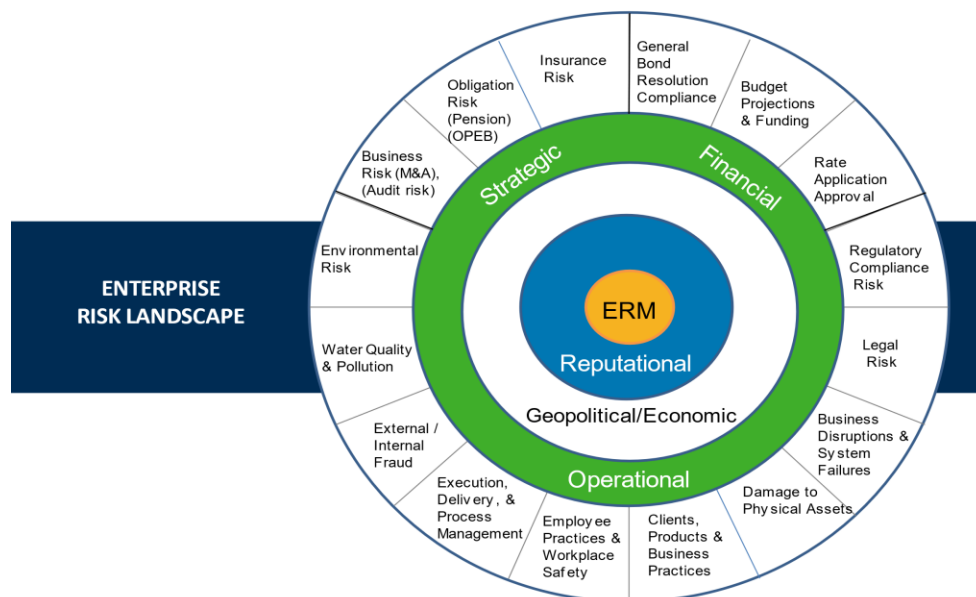 ENTERPRISE
RISK LANDSCAPE
Insurance
Risk
General
Bond
Resolution
Compliance
Budget
Projections
& Funding
Rate
Application
Approval
Regulatory
Compliance
Risk
Legal
Risk
Business
Disruptions &
System
Failures
Damage to
Physical Assets
Clients,
Products &
Business
Practices
Employee
Practices &
Workplace
Safety
Execution,
Delivery, &
Process
Management
External /
Internal
Fraud
Water Quality
& Pollution
Environmental
Risk
Business
Risk (M&A),
(Audit risk)
Obligation
Risk
(Pension)
(OPEB)
Strategic
Financial
Operational
ERM
Reputational
Geopolitical/Economic